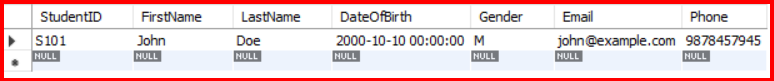 StudentID FirstName LastName DateOfBirth Gender Email Phone
S101 John Doe 2000-10-10 00:00:00 M john@example.com 9878457945
NULL NULL NULL NULL NULL NULL NULL